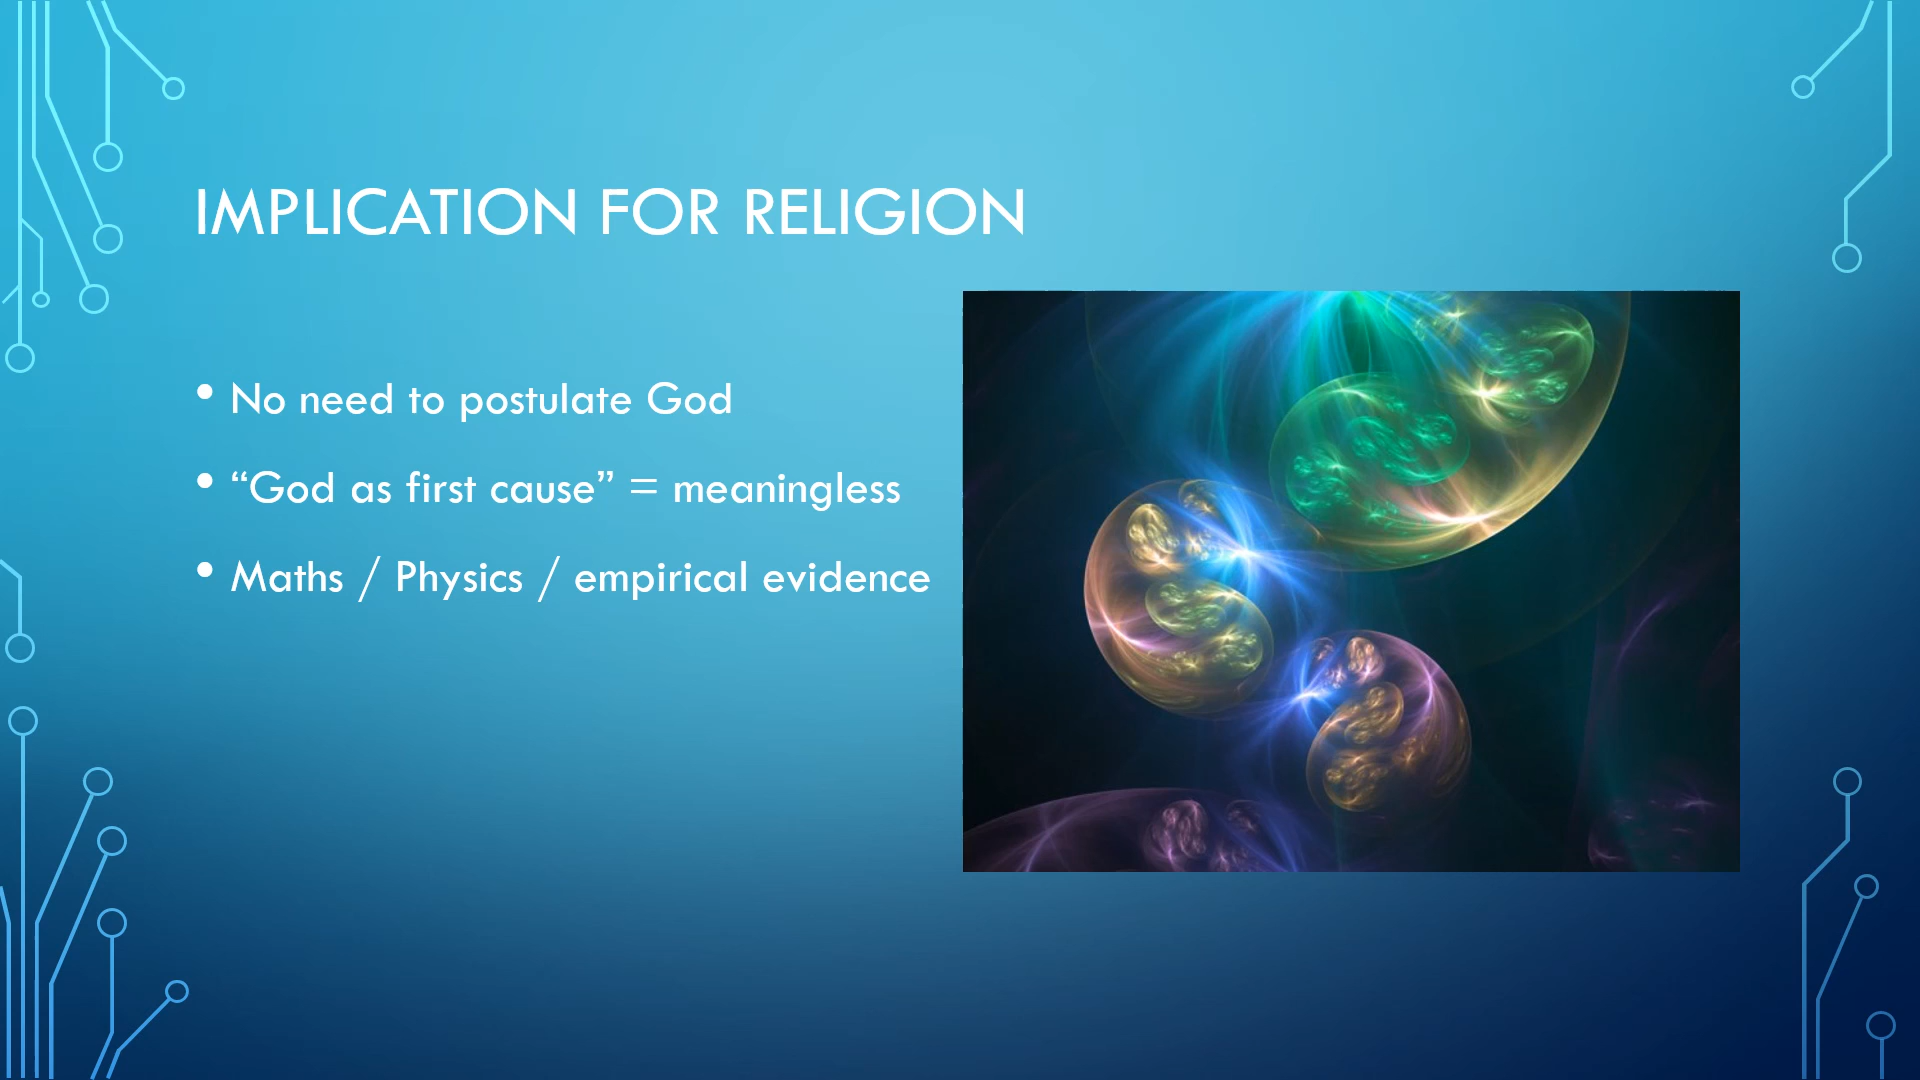 IMPLICATION FOR RELIGION
• No need to postulate God
• “God as first cause” = meaningless
• Maths / Physics / empirical evidence